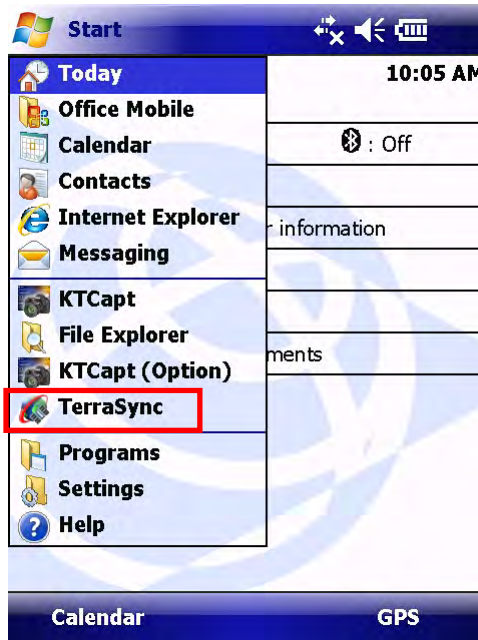 Start
Today
10:05 AM
Office Mobile
Calendar
: Off
Contacts
Internet Explorer
r information
Messaging
KTCapt
File Explorer
ments
KTCapt (Option)
TerraSync
Programs
Settings
Help
Calendar
GPS